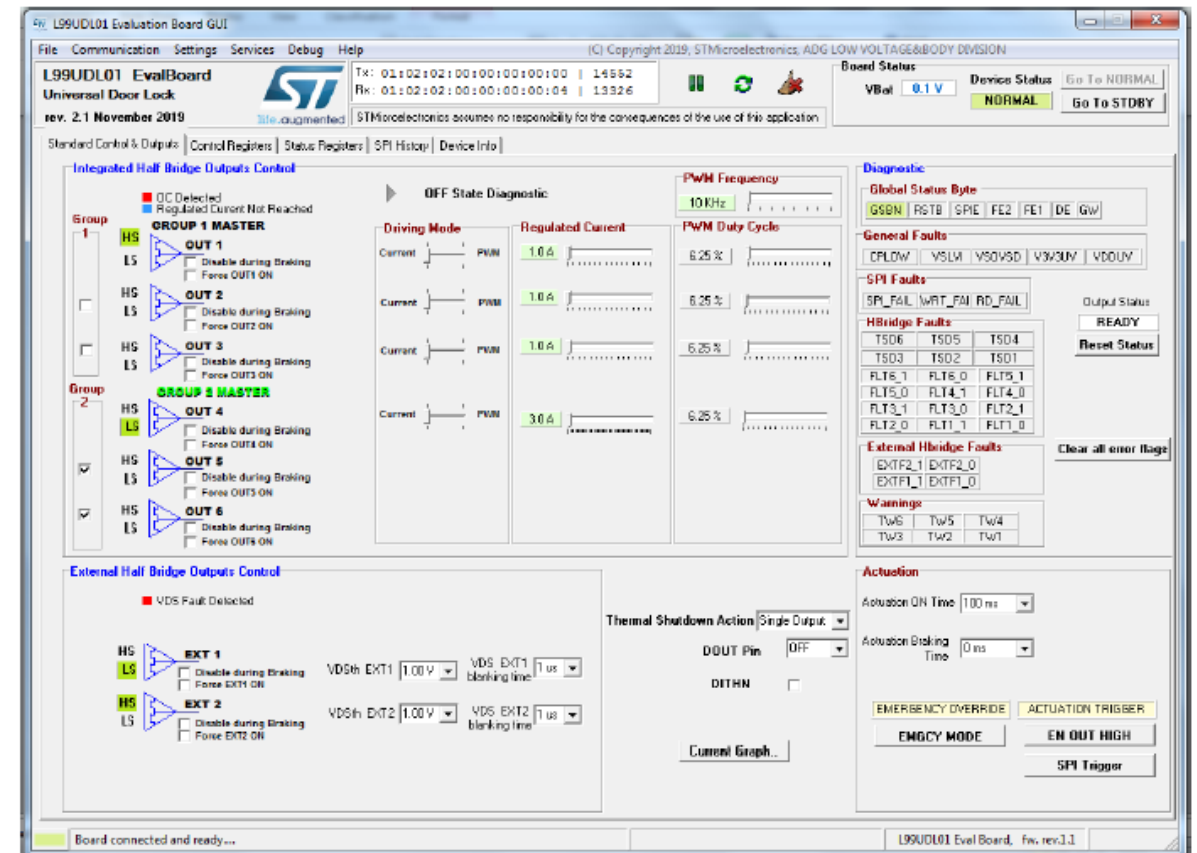 L99UDL01 Evaluation Board GUI
File Communication Settings Services Debug Help (C) Copyright 2019, STMicroelectronics, ADG LOW VOLTAGE&BODY DIVISION
L99UDL01 EvalBoard
Universal Door Lock
rev. 2.1 November 2019
life.augmented
Tx: 01:02:02:00:00:00:00:00 | 14552
Rx: 01:02:02:00:00:00:00:04 | 13326
STMicroelectronics assumes no responsibility for the consequences of the use of this application
Board Status
VBat 0.1 V
Device Status
NORMAL
Go To NORMAL
Go To STDBY
Standard Control & Outputs Control Registers Status Registers SPI History Device Info
Integrated Half Bridge Outputs Control
OC Detected
Regulated Current Not Reached
OFF State Diagnostic
PWM Frequency
10 KHz
Driving Mode Regulated Current PWM Duty Cycle
Group
1
GROUP 1 MASTER
HS OUT 1
LS Disable during Braking
Force OUT1 ON
Current PWM 1.0 A 6.25 %
HS OUT 2
LS Disable during Braking
Force OUT2 ON
Current PWM 1.0 A 6.25 %
HS OUT 3
LS Disable during Braking
Force OUT3 ON
Current PWM 1.0 A 6.25 %
Group
2
GROUP 2 MASTER
HS OUT 4
LS Disable during Braking
Force OUT4 ON
Current PWM 3.0 A 6.25 %
HS OUT 5
LS Disable during Braking
Force OUT5 ON
HS OUT 6
LS Disable during Braking
Force OUT6 ON
Diagnostic
Global Status Byte
GSBN RSTB SPIE FE2 FE1 DE GW
General Faults
CPLOW VSLVI VSOVSD V3V3UV VDDUV
SPI Faults
SPI_FAIL WRT_FAI RD_FAIL
Output Status
READY
Reset Status
HBridge Faults
TSD6 TSD5 TSD4
TSD3 TSD2 TSD1
FLT6_1 FLT6_0 FLT5_1
FLT5_0 FLT4_1 FLT4_0
FLT3_1 FLT3_0 FLT2_1
FLT2_0 FLT1_1 FLT1_0
External Hbridge Faults
EXTF2_1 EXTF2_0
EXTF1_1 EXTF1_0
Clear all error flags
Warnings
TW6 TW5 TW4
TW3 TW2 TW1
External Half Bridge Outputs Control
VDS Fault Detected
HS EXT 1
LS Disable during Braking
Force EXT1 ON
VDSth EXT1 1.00 V VDS EXT1 blanking time 1 us
HS EXT 2
LS Disable during Braking
Force EXT2 ON
VDSth EXT2 1.00 V VDS EXT2 blanking time 1 us
Thermal Shutdown Action Single Output
DOUT Pin OFF
DITHN
Current Graph..
Actuation
Actuation ON Time 100 ms
Actuation Braking Time 0 ms
EMERGENCY OVERRIDE ACTUATION TRIGGER
EMGCY MODE EN OUT HIGH
SPI Trigger
Board connected and ready...
L99UDL01 Eval Board, fw. rev.1.1